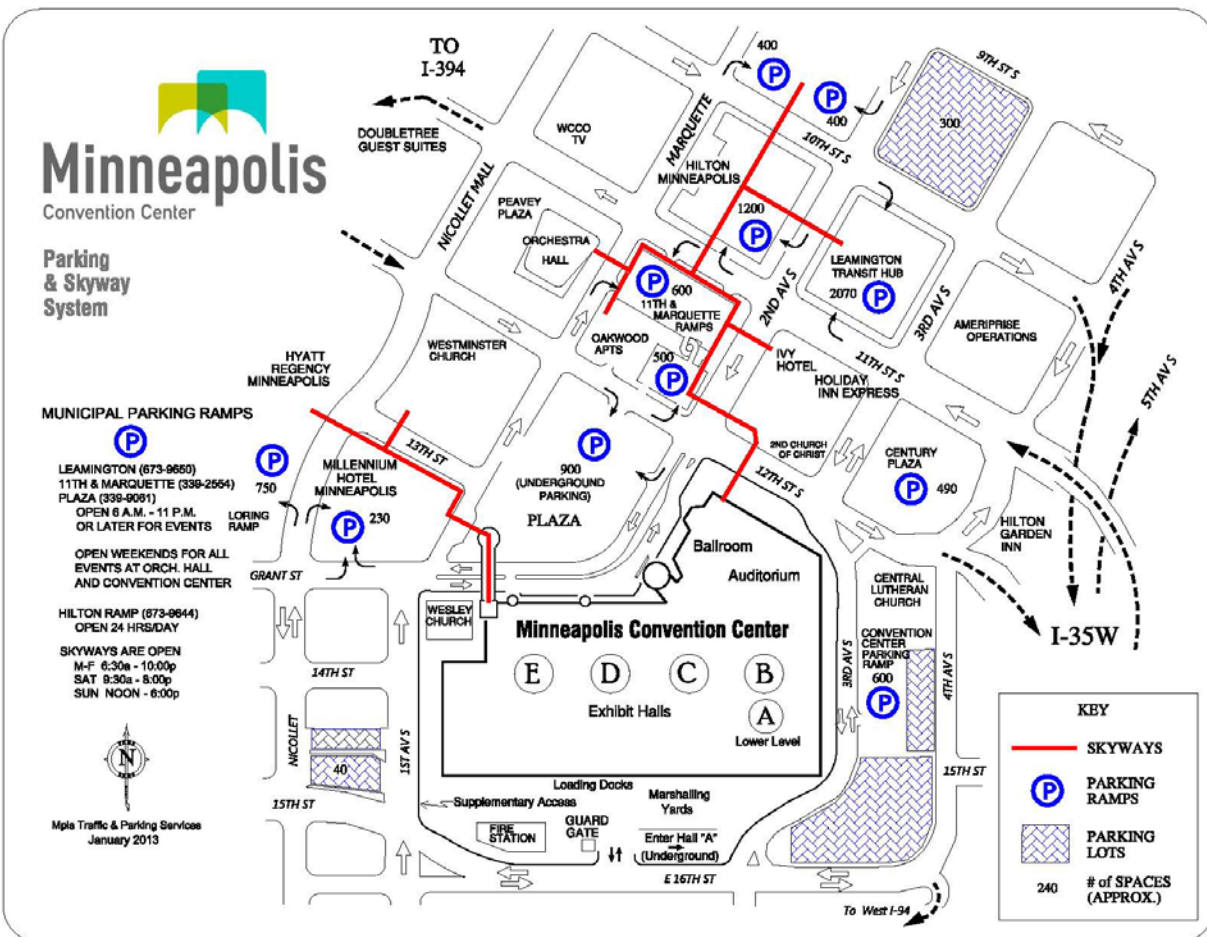 Minneapolis
Convention Center
Parking
& Skyway
System
TO
I-394
DOUBLETREE
GUEST SUITES
WCCO
TV
NICOLLET MALL
MARQUETTE
400
P
P
400
9TH ST S
300
10TH ST S
HILTON
MINNEAPOLIS
PEAVEY
PLAZA
ORCHESTRA
HALL
1200
P
LEAMINGTON
TRANSIT HUB
2070
P
2ND AV S
3RD AV S
4TH AV S
5TH AV S
AMERIPRISE
OPERATIONS
P
600
11TH &
MARQUETTE
RAMPS
OAKWOOD
APTS
500
P
WESTMINSTER
CHURCH
IVY
HOTEL
HOLIDAY
INN EXPRESS
11TH ST S
HYATT
REGENCY
MINNEAPOLIS
2ND CHURCH
OF CHRIST
12TH ST S
CENTURY
PLAZA
P
490
HILTON
GARDEN
INN
I-35W
13TH ST
MILLENNIUM
HOTEL
MINNEAPOLIS
P
230
P
750
LORING
RAMP
P
900
(UNDERGROUND
PARKING)
PLAZA
MUNICIPAL PARKING RAMPS
P
LEAMINGTON (673-9650)
11TH & MARQUETTE (339-2554)
PLAZA (339-9061)
OPEN 6 A.M. - 11 P.M.
OR LATER FOR EVENTS
OPEN WEEKENDS FOR ALL
EVENTS AT ORCH. HALL
AND CONVENTION CENTER
HILTON RAMP (673-9644)
OPEN 24 HRS/DAY
SKYWAYS ARE OPEN
M-F 6:30a - 10:00p
SAT 9:30a - 8:00p
SUN NOON - 6:00p
N
Mpls Traffic & Parking Services
January 2013
GRANT ST
14TH ST
NICOLLET
40
15TH ST
1ST AV S
WESLEY
CHURCH
Ballroom
Auditorium
Minneapolis Convention Center
E
D
C
B
A
Exhibit Halls
Lower Level
CENTRAL
LUTHERAN
CHURCH
CONVENTION
CENTER
PARKING
RAMP
600
P
3RD AV S
4TH AV S
15TH ST
Loading Docks
Supplementary Access
Marshalling
Yards
FIRE
STATION
GUARD
GATE
Enter Hall "A"
(Underground)
E 16TH ST
To West I-94
KEY
SKYWAYS
P
PARKING
RAMPS
PARKING
LOTS
240
# of SPACES
(APPROX.)